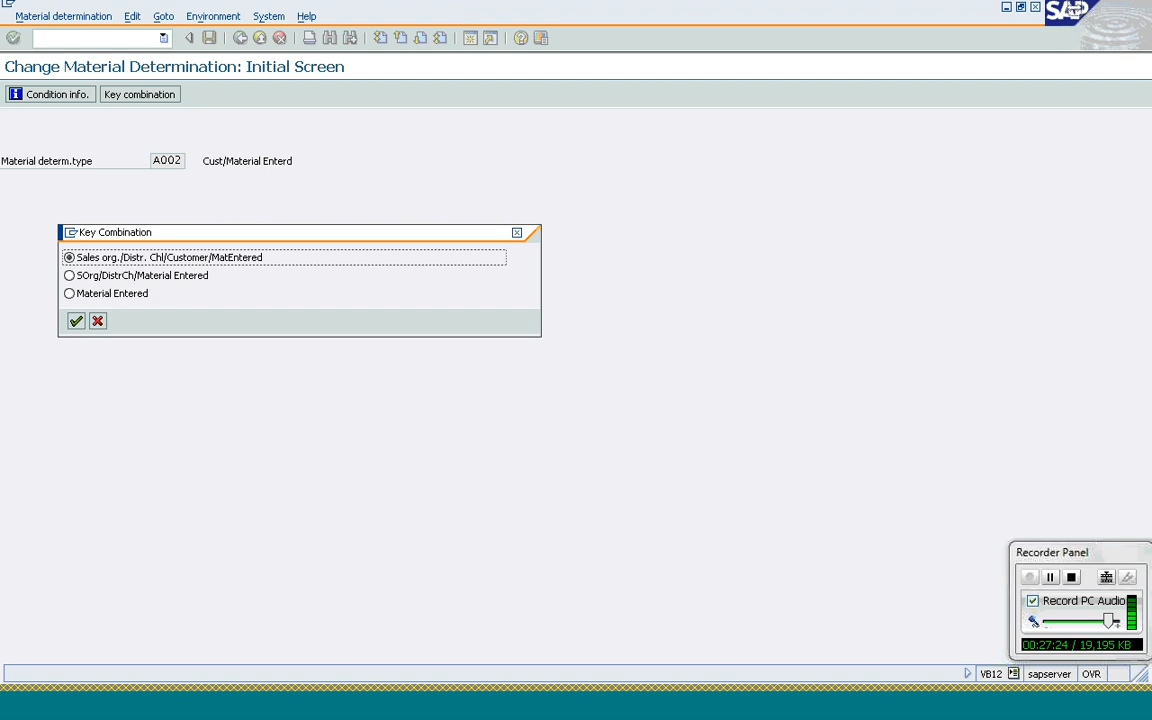 Material determination Edit Goto Environment System Help
SAP
Change Material Determination: Initial Screen
Condition info. Key combination
Material determ.type A002 Cust/Material Enterd
Key Combination
Sales org./Distr. Chl/Customer/MatEntered
SOrg/DistrCh/Material Entered
Material Entered
Recorder Panel
Record PC Audio
00:27:24 / 19,195 KB
VB12 sapserver OVR